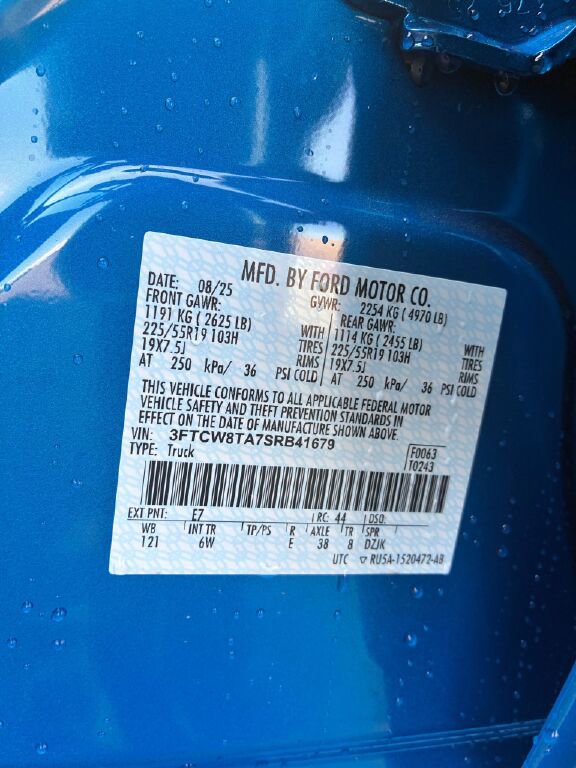 MFD. BY FORD MOTOR CO.
DATE: 08/25
GVWR: 2254 KG (4970 LB)
FRONT GAWR:
1191 KG (2625 LB)
225/55R19 103H
19X7.5J
WITH
TIRES
RIMS
AT 250 kPa/ 36 PSI COLD
REAR GAWR:
1114 KG (2455 LB)
225/55R19 103H
19X7.5J
WITH
TIRES
RIMS
AT 250 kPa/ 36 PSI COLD
THIS VEHICLE CONFORMS TO ALL APPLICABLE FEDERAL MOTOR
VEHICLE SAFETY AND THEFT PREVENTION STANDARDS IN
EFFECT ON THE DATE OF MANUFACTURE SHOWN ABOVE.
VIN: 3FTCW8TA7SRB41679
TYPE: Truck
F0063
T0243
EXT PNT: E7 RC: 44 DSO:
WB INT TR TP/PS R AXLE TR SPR
121 6W E 38 8 DZJK
UTC ▽ RU5A-1520472-AB